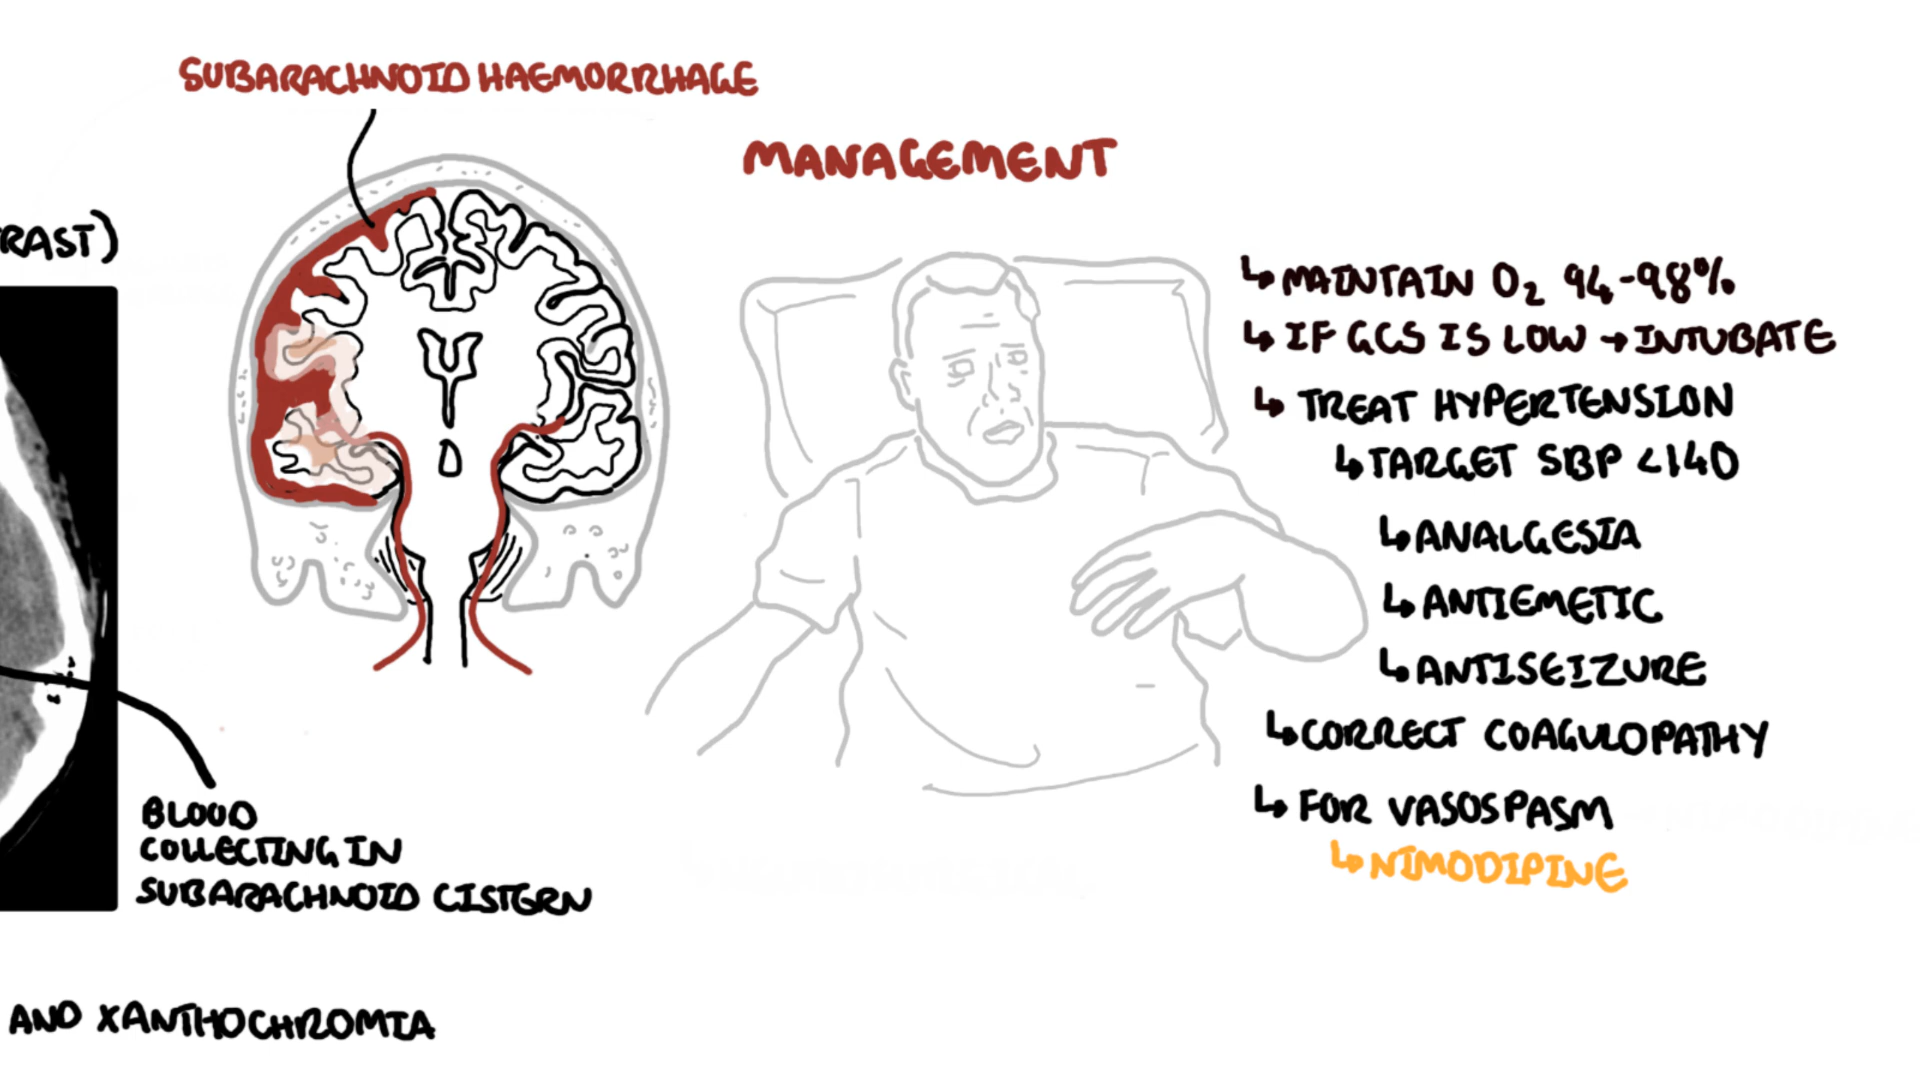 SUBARACHNOID HAEMORRHAGE
MANAGEMENT
RAST)
↳ MAINTAIN O₂ 94-98%
↳ IF GCS IS LOW → INTUBATE
↳ TREAT HYPERTENSION
↳ TARGET SBP <140
↳ ANALGESIA
↳ ANTIEMETIC
↳ ANTISEIZURE
↳ CORRECT COAGULOPATHY
↳ FOR VASOSPASM
↳ NIMODIPINE
BLOOD
COLLECTING IN
SUBARACHNOID CISTERN
AND XANTHOCHROMIA